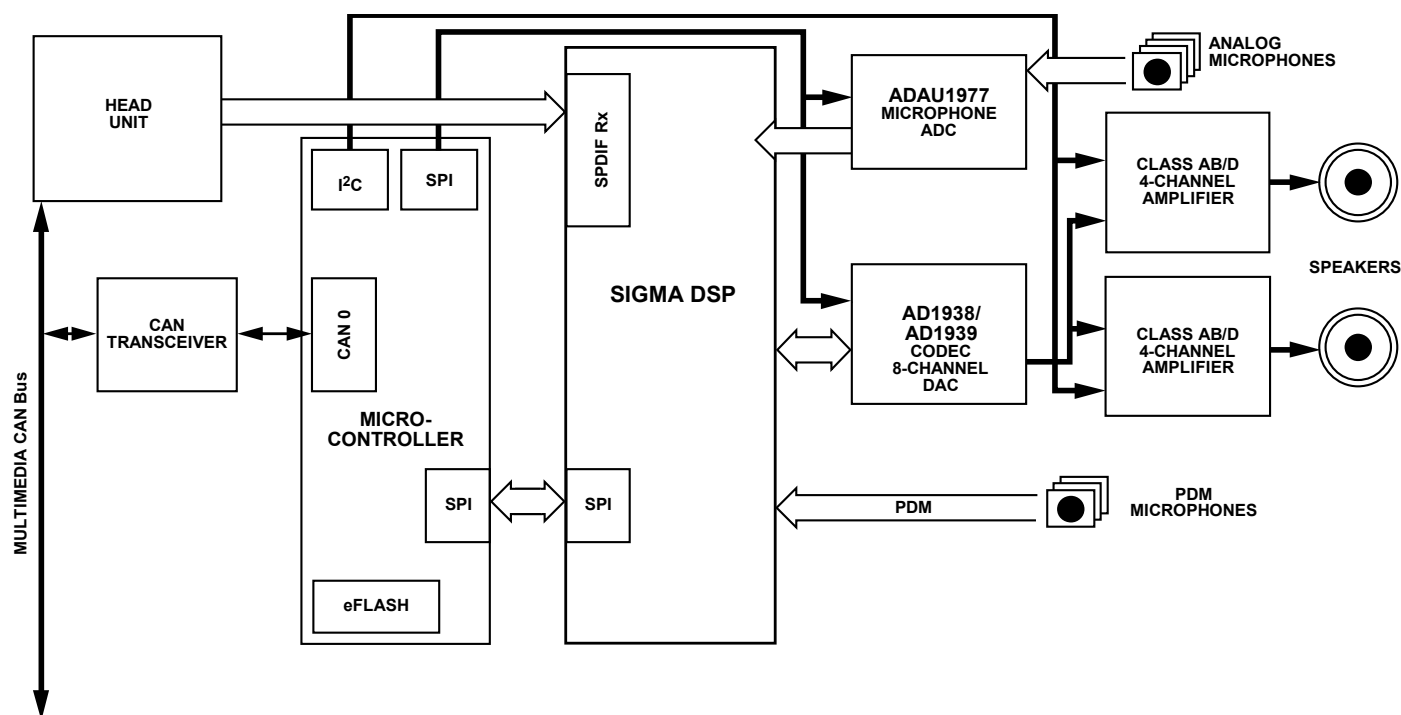 HEAD
UNIT
I²C
SPI
SPDIF Rx
ADAU1977
MICROPHONE
ADC
ANALOG
MICROPHONES
CLASS AB/D
4-CHANNEL
AMPLIFIER
SPEAKERS
CAN
TRANSCEIVER
CAN 0
SIGMA DSP
AD1938/
AD1939
CODEC
8-CHANNEL
DAC
CLASS AB/D
4-CHANNEL
AMPLIFIER
MICRO-
CONTROLLER
MULTIMEDIA CAN Bus
SPI
SPI
PDM
PDM
MICROPHONES
eFLASH